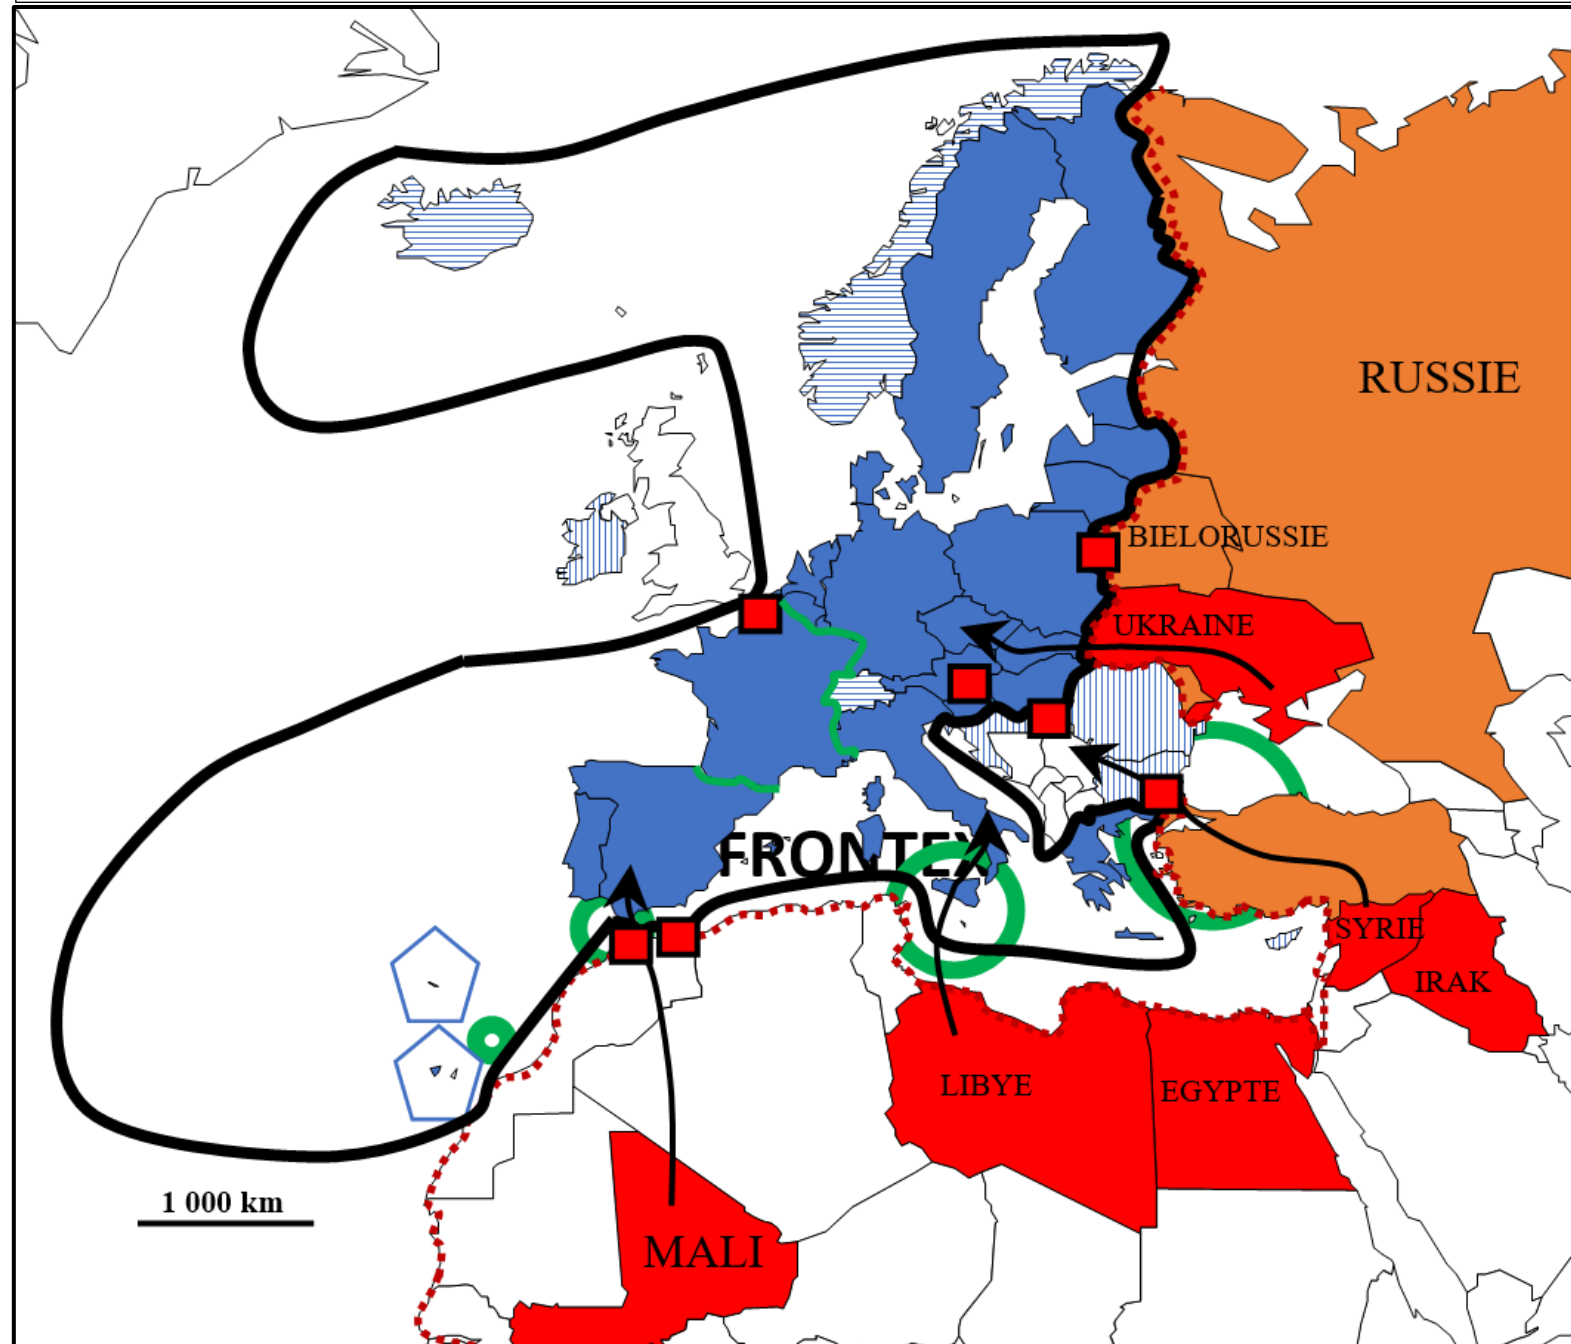 RUSSIE
BIELORUSSIE
UKRAINE
FRONTEX
SYRIE
IRAK
LIBYE
EGYPTE
1 000 km
MALI